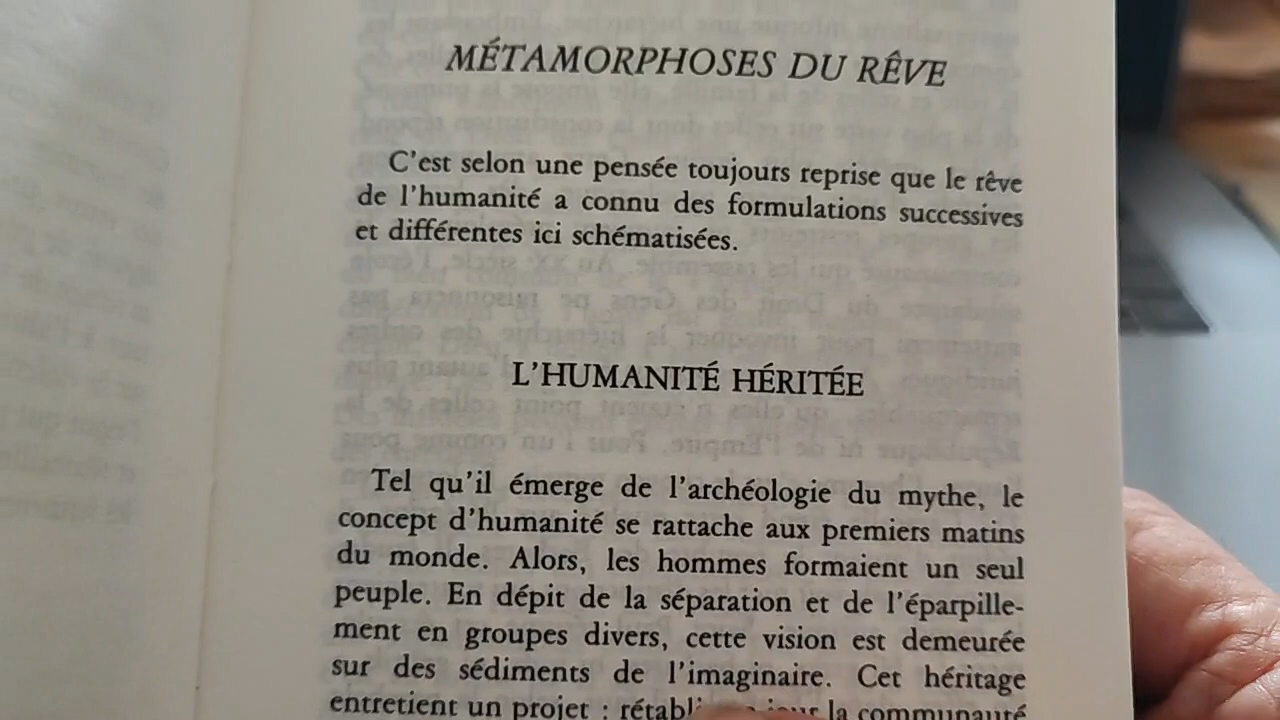 MÉTAMORPHOSES DU RÊVE
C'est selon une pensée toujours reprise que le rêve
de l'humanité a connu des formulations successives
et différentes ici schématisées.
L'HUMANITÉ HÉRITÉE
Tel qu'il émerge de l'archéologie du mythe, le
concept d'humanité se rattache aux premiers matins
du monde. Alors, les hommes formaient un seul
peuple. En dépit de la séparation et de l'éparpille-
ment en groupes divers, cette vision est demeurée
sur des sédiments de l'imaginaire. Cet héritage
entretient un projet : la communauté